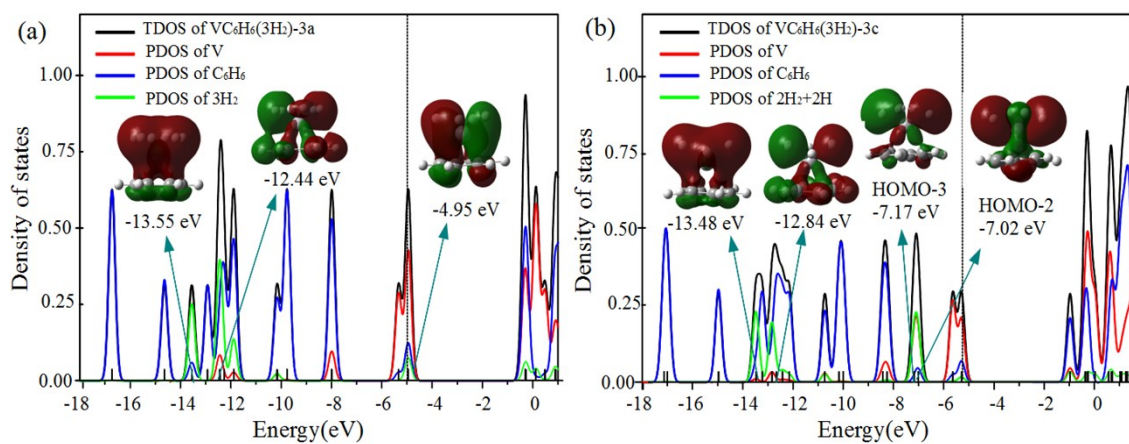 (a)
TDOS of VC₆H₆(3H₂)-3a
PDOS of V
PDOS of C₆H₆
PDOS of 3H₂
1.00
0.75
0.50
0.25
0.00
Density of states
-13.55 eV
-12.44 eV
-4.95 eV
-18 -16 -14 -12 -10 -8 -6 -4 -2 0
Energy(eV)
(b)
TDOS of VC₆H₆(3H₂)-3c
PDOS of V
PDOS of C₆H₆
PDOS of 2H₂+2H
1.00
0.75
0.50
0.25
0.00
Density of states
-13.48 eV
-12.84 eV
HOMO-3
-7.17 eV
HOMO-2
-7.02 eV
-18 -16 -14 -12 -10 -8 -6 -4 -2 0
Energy(eV)